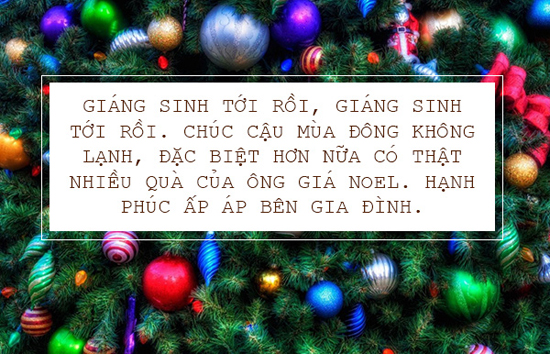 GIÁNG SINH TỚI RỒI, GIÁNG SINH
TỚI RỒI. CHÚC CẬU MÙA ĐÔNG KHÔNG
LẠNH, ĐẶC BIỆT HƠN NỮA CÓ THẬT
NHIỀU QUÀ CỦA ÔNG GIÁ NOEL. HẠNH
PHÚC ẤP ÁP BÊN GIA ĐÌNH.